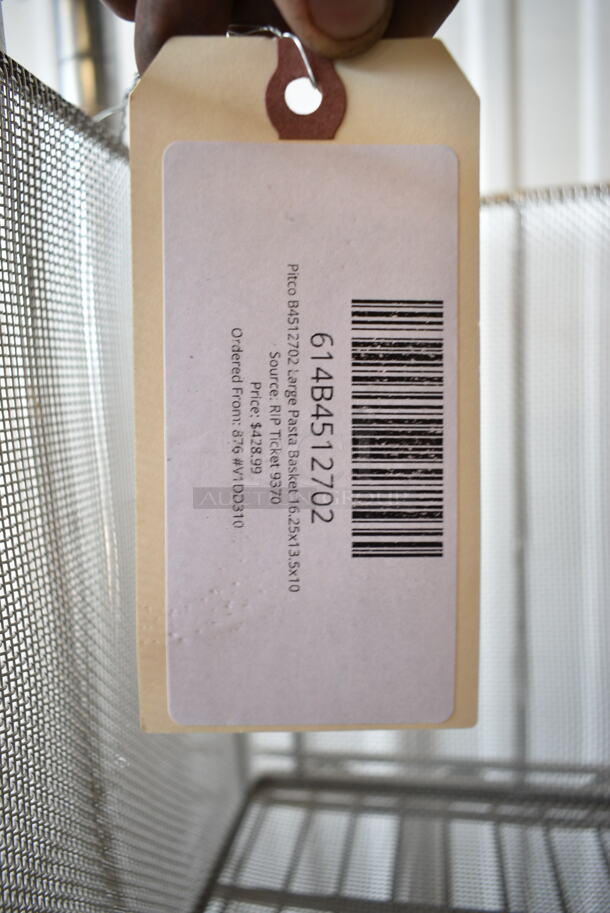 614B4512702
Pitco B4512702 Large Pasta Basket 16.25x13.5x10
Source: RIP Ticket 9370
Price: $428.99
Ordered From: 876 #V1DD310